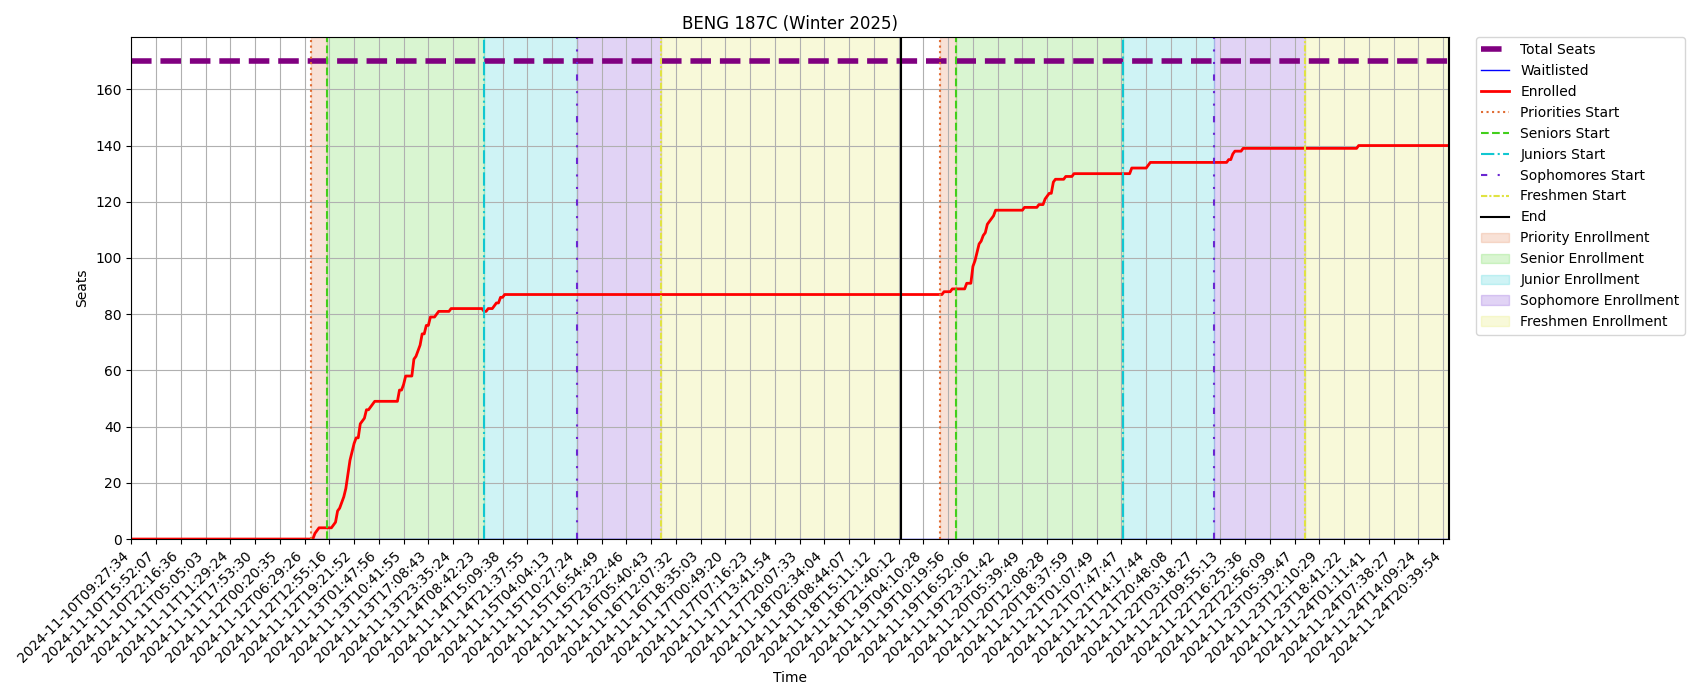 BENG 187C (Winter 2025)
Seats
160
140
120
100
80
60
40
20
0
2024-11-10T09:27:34
2024-11-10T15:52:07
2024-11-10T22:16:36
2024-11-11T05:05:03
2024-11-11T11:29:24
2024-11-11T17:53:30
2024-11-12T00:20:35
2024-11-12T06:29:26
2024-11-12T12:55:16
2024-11-12T19:21:52
2024-11-13T01:47:56
2024-11-13T10:41:55
2024-11-13T17:08:43
2024-11-13T23:35:24
2024-11-14T08:42:23
2024-11-14T15:09:38
2024-11-14T21:37:55
2024-11-15T04:04:13
2024-11-15T10:27:24
2024-11-15T16:54:49
2024-11-15T23:22:46
2024-11-16T05:40:43
2024-11-16T12:07:32
2024-11-16T18:35:03
2024-11-17T00:49:20
2024-11-17T07:16:23
2024-11-17T13:41:54
2024-11-17T20:07:33
2024-11-18T02:34:04
2024-11-18T08:44:07
2024-11-18T15:11:12
2024-11-18T21:40:12
2024-11-19T04:10:28
2024-11-19T10:19:56
2024-11-19T16:52:06
2024-11-19T23:21:42
2024-11-20T05:39:49
2024-11-20T12:08:28
2024-11-20T18:37:59
2024-11-21T01:07:49
2024-11-21T07:47:47
2024-11-21T14:17:44
2024-11-21T20:48:08
2024-11-22T03:18:27
2024-11-22T09:55:13
2024-11-22T16:25:36
2024-11-22T22:56:09
2024-11-23T05:39:47
2024-11-23T12:10:29
2024-11-23T18:41:22
2024-11-24T01:11:41
2024-11-24T07:38:27
2024-11-24T14:09:24
2024-11-24T20:39:54
Time
Total Seats
Waitlisted
Enrolled
Priorities Start
Seniors Start
Juniors Start
Sophomores Start
Freshmen Start
End
Priority Enrollment
Senior Enrollment
Junior Enrollment
Sophomore Enrollment
Freshmen Enrollment